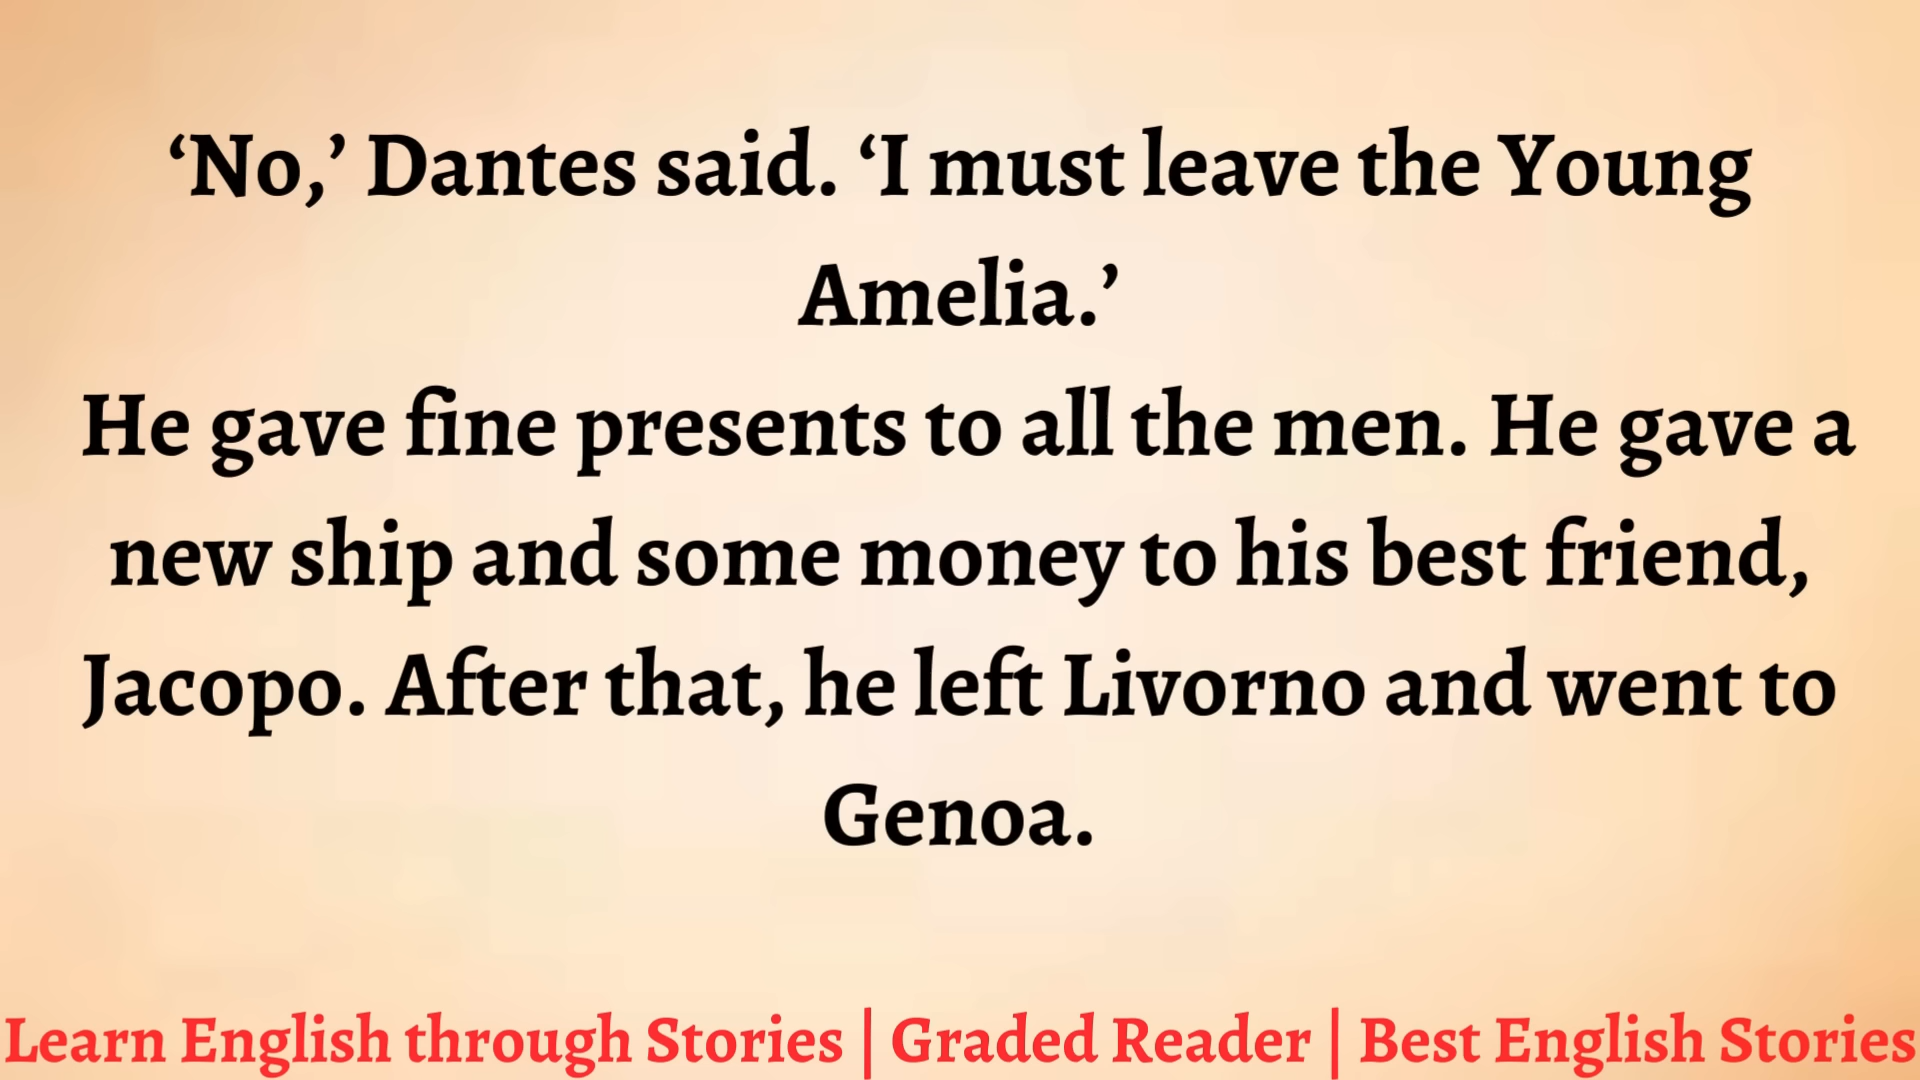 ‘No,’ Dantes said. ‘I must leave the Young
Amelia.’
He gave fine presents to all the men. He gave a
new ship and some money to his best friend,
Jacopo. After that, he left Livorno and went to
Genoa.
Learn English through Stories | Graded Reader | Best English Stories